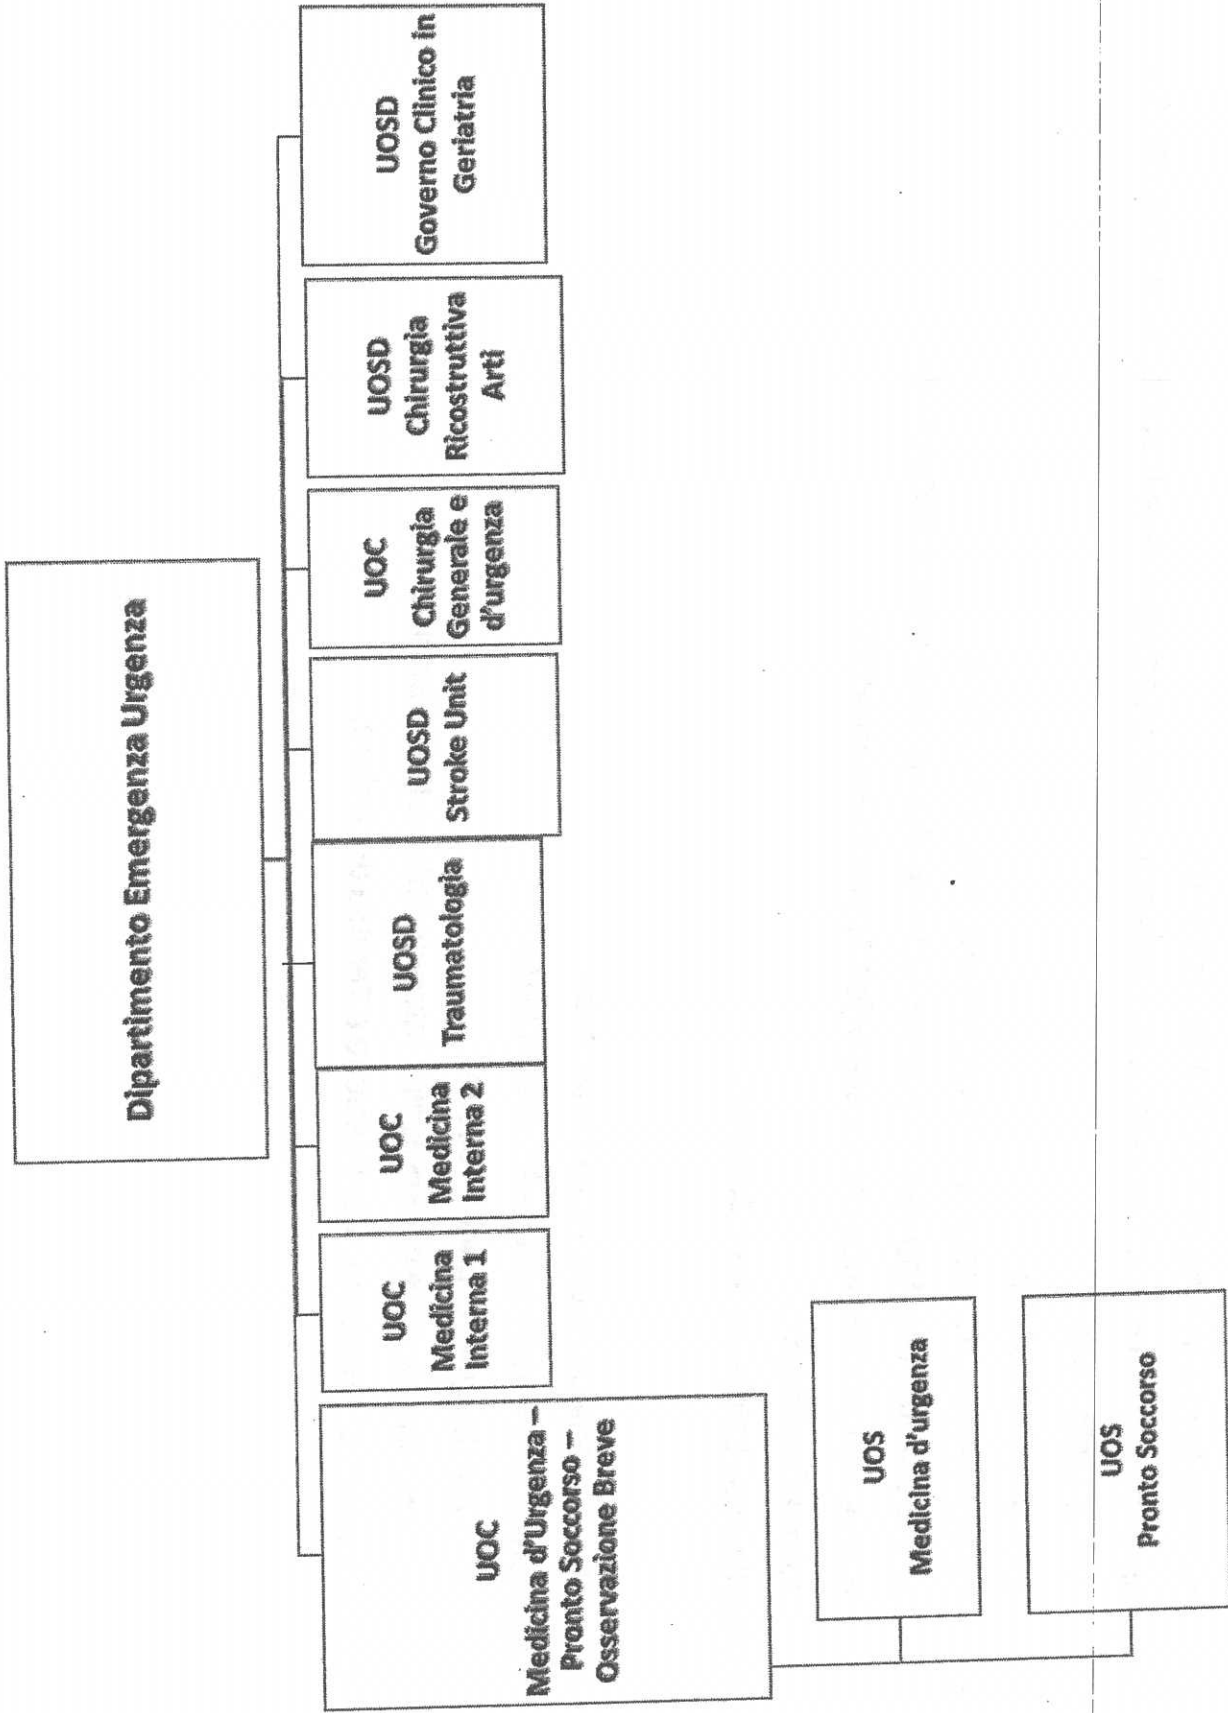 Dipartimento Emergenza Urgenza
UOC
Medicina d'Urgenza –
Pronto Soccorso –
Osservazione Breve
UOC
Medicina
Interna 1
UOC
Medicina
Interna 2
UOSD
Traumatologia
UOSD
Stroke Unit
UOC
Chirurgia
Generale e
d'urgenza
UOSD
Chirurgia
Ricostruttiva
Arti
UOSD
Governo Clinico in
Geriatria
UOS
Medicina d'urgenza
UOS
Pronto Soccorso